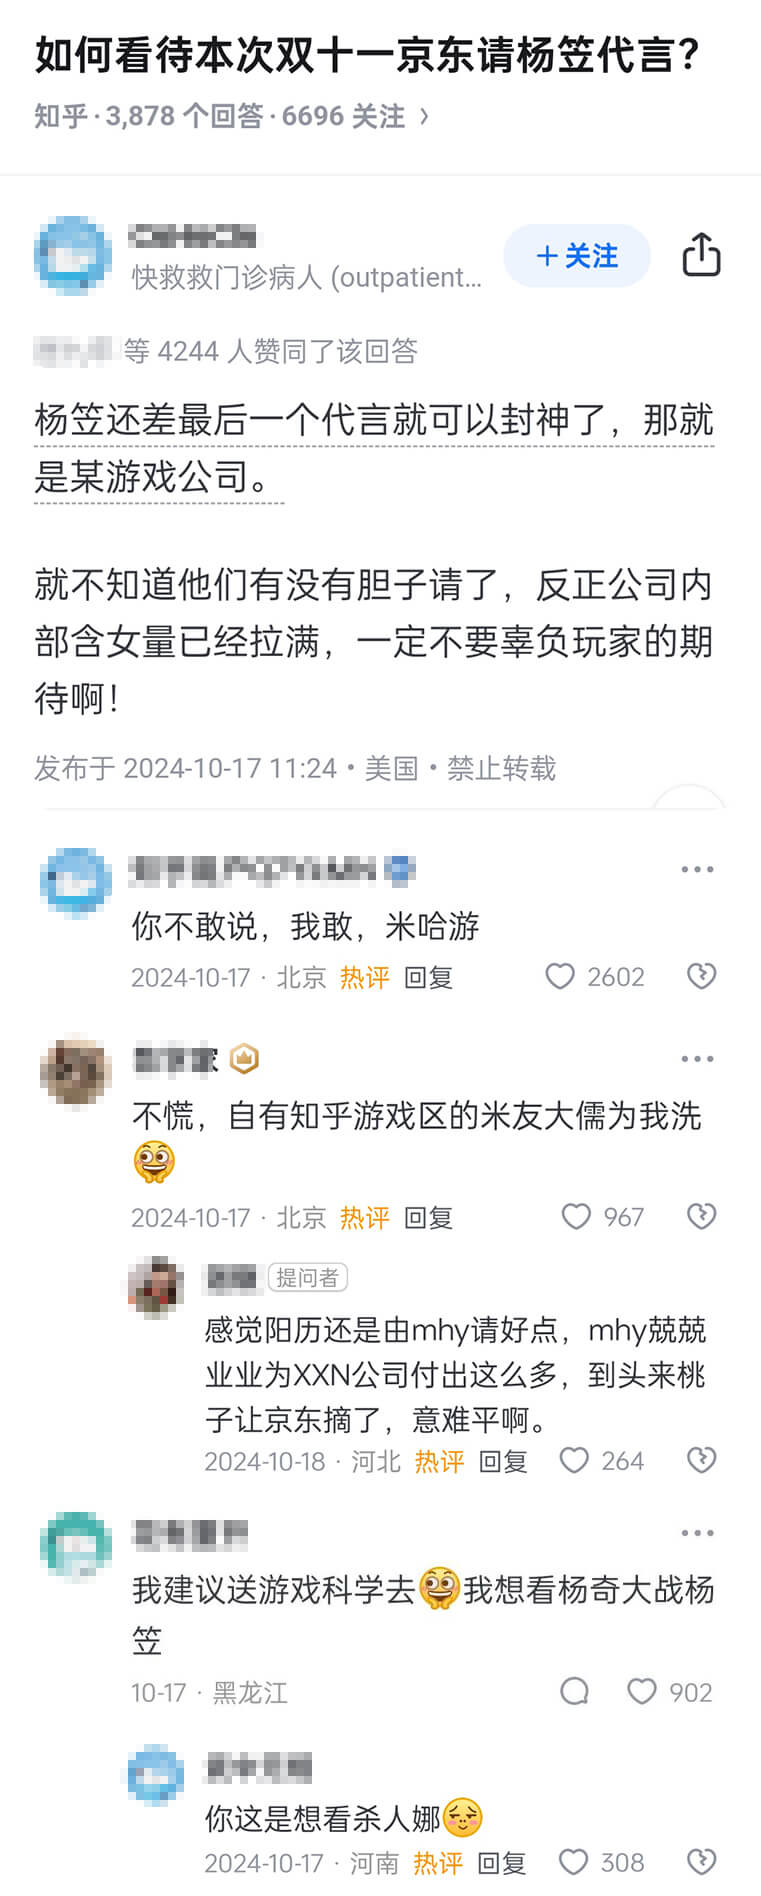 如何看待本次双十一京东请杨笠代言？
知乎·3,878 个回答·6696 关注 ›
快救救门诊病人 (outpatient...
+关注
等 4244 人赞同了该回答
杨笠还差最后一个代言就可以封神了，那就
是某游戏公司。
就不知道他们有没有胆子请了，反正公司内
部含女量已经拉满，一定不要辜负玩家的期
待啊！
发布于 2024-10-17 11:24・美国・禁止转载
你不敢说，我敢，米哈游
2024-10-17 · 北京 热评 回复 2602
不慌，自有知乎游戏区的米友大儒为我洗
2024-10-17 · 北京 热评 回复 967
提问者
感觉阳历还是由mhy请好点，mhy兢兢
业业为XXN公司付出这么多，到头来桃
子让京东摘了，意难平啊。
2024-10-18 · 河北 热评 回复 264
我建议送游戏科学去我想看杨奇大战杨
笠
10-17 · 黑龙江 902
你这是想看杀人娜
2024-10-17 · 河南 热评 回复 308